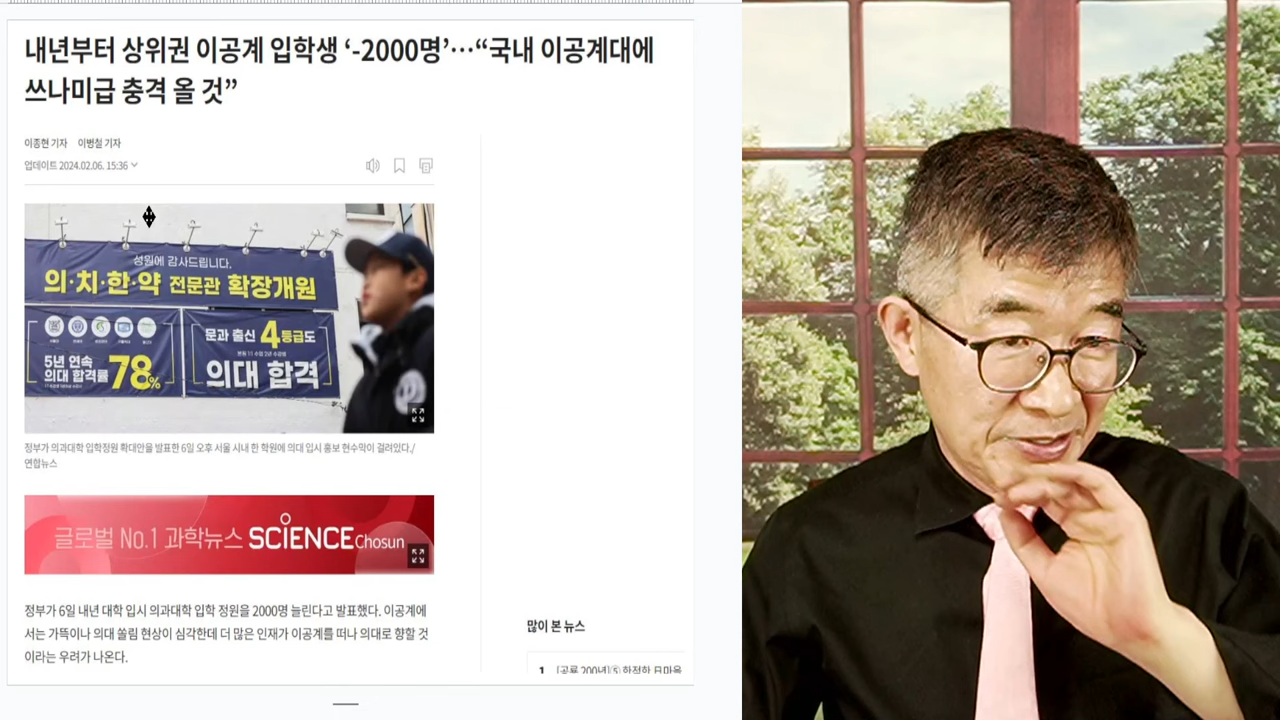 내년부터 상위권 이공계 입학생 ‘-2000명’…“국내 이공계대에
쓰나미급 충격 올 것”
이종현 기자 이병철 기자
업데이트 2024.02.06. 15:36
성원에 감사드립니다.
의·치·한·약 전문관 확장개원
5년 연속
의대 합격률 78%
문과 출신 4등급도
의대 합격
정부가 의과대학 입학정원 확대안을 발표한 6일 오후 서울 시내 한 학원에 의대 입시 홍보 현수막이 걸려있다./
연합뉴스
글로벌 No.1 과학뉴스 SCIENCE Chosun
정부가 6일 내년 대학 입시 의과대학 입학 정원을 2000명 늘린다고 발표했다. 이공계에
서는 가뜩이나 의대 쏠림 현상이 심각한데 더 많은 인재가 이공계를 떠나 의대로 향할 것
이라는 우려가 나온다.
많이 본 뉴스
1 [공룡 200년]⑤ 한적한